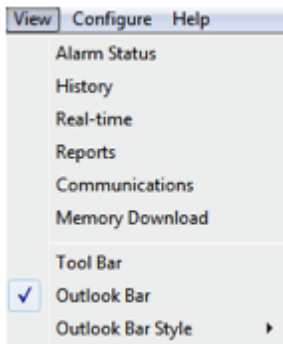 View Configure Help
Alarm Status
History
Real-time
Reports
Communications
Memory Download
Tool Bar
Outlook Bar
Outlook Bar Style